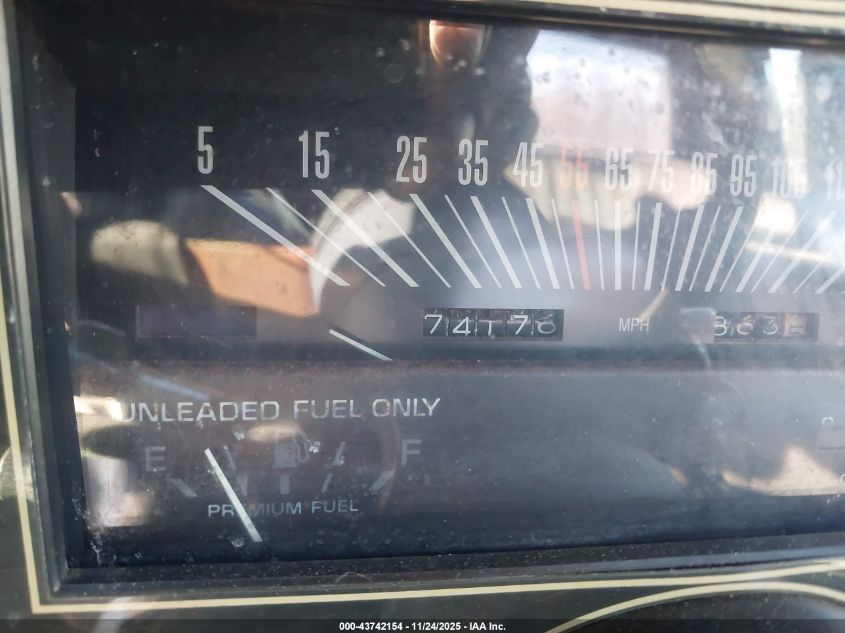 5 15 25 35 45 55 65 75 85 95
74176 MPH 863
UNLEADED FUEL ONLY
E F
PREMIUM FUEL
000-43742154 - 11/24/2025 - IAA Inc.